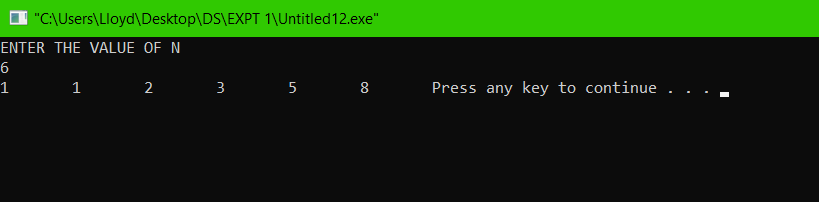 "C:\Users\Lloyd\Desktop\DS\EXPT 1\Untitled12.exe"
ENTER THE VALUE OF N
6
1 1 2 3 5 8 Press any key to continue . . .